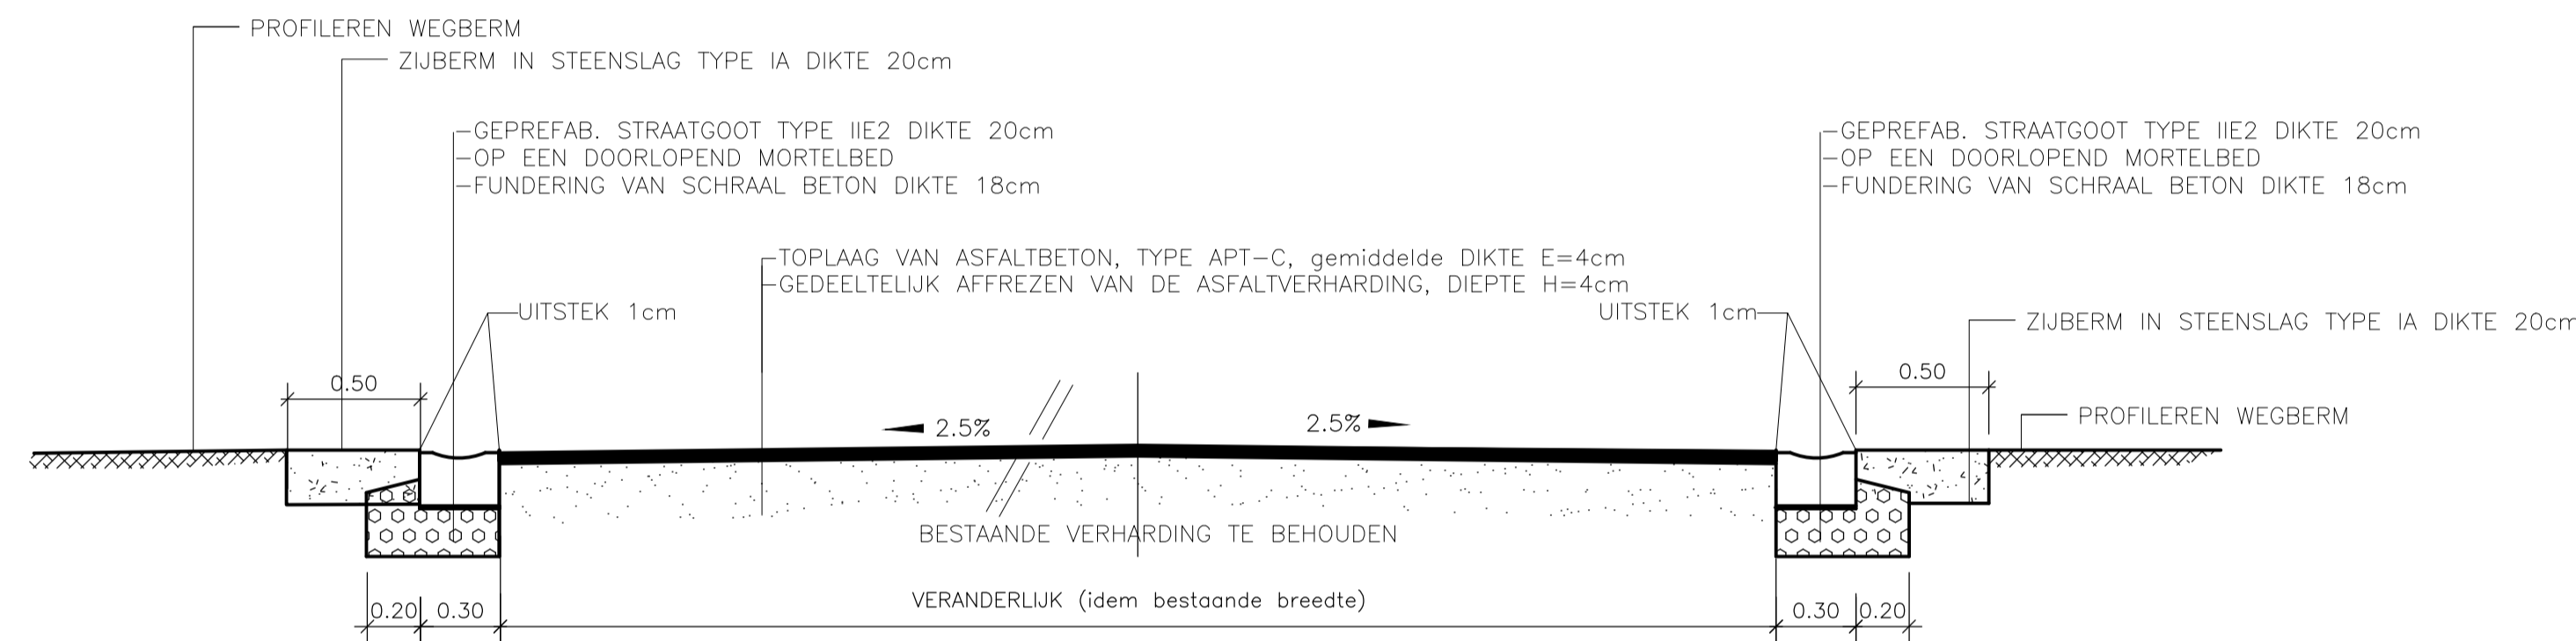 PROFILEREN WEGBERM
ZIJBERM IN STEENSLAG TYPE IA DIKTE 20cm
GEPREFAB. STRAATGOOT TYPE IIE2 DIKTE 20cm
OP EEN DOORLOPEND MORTELBED
FUNDERING VAN SCHRAAL BETON DIKTE 18cm
GEPREFAB. STRAATGOOT TYPE IIE2 DIKTE 20cm
OP EEN DOORLOPEND MORTELBED
FUNDERING VAN SCHRAAL BETON DIKTE 18cm
TOPLAAG VAN ASFALTBETON, TYPE APT-C, gemiddelde DIKTE E=4cm
GEDEELTELIJK AFFREZEN VAN DE ASFALTVERHARDING, DIEPTE H=4cm
UITSTEK 1cm
UITSTEK 1cm
ZIJBERM IN STEENSLAG TYPE IA DIKTE 20cm
0.50
0.50
2.5%
2.5%
PROFILEREN WEGBERM
BESTAANDE VERHARDING TE BEHOUDEN
VERANDERLIJK (idem bestaande breedte)
0.20
0.30
0.30
0.20